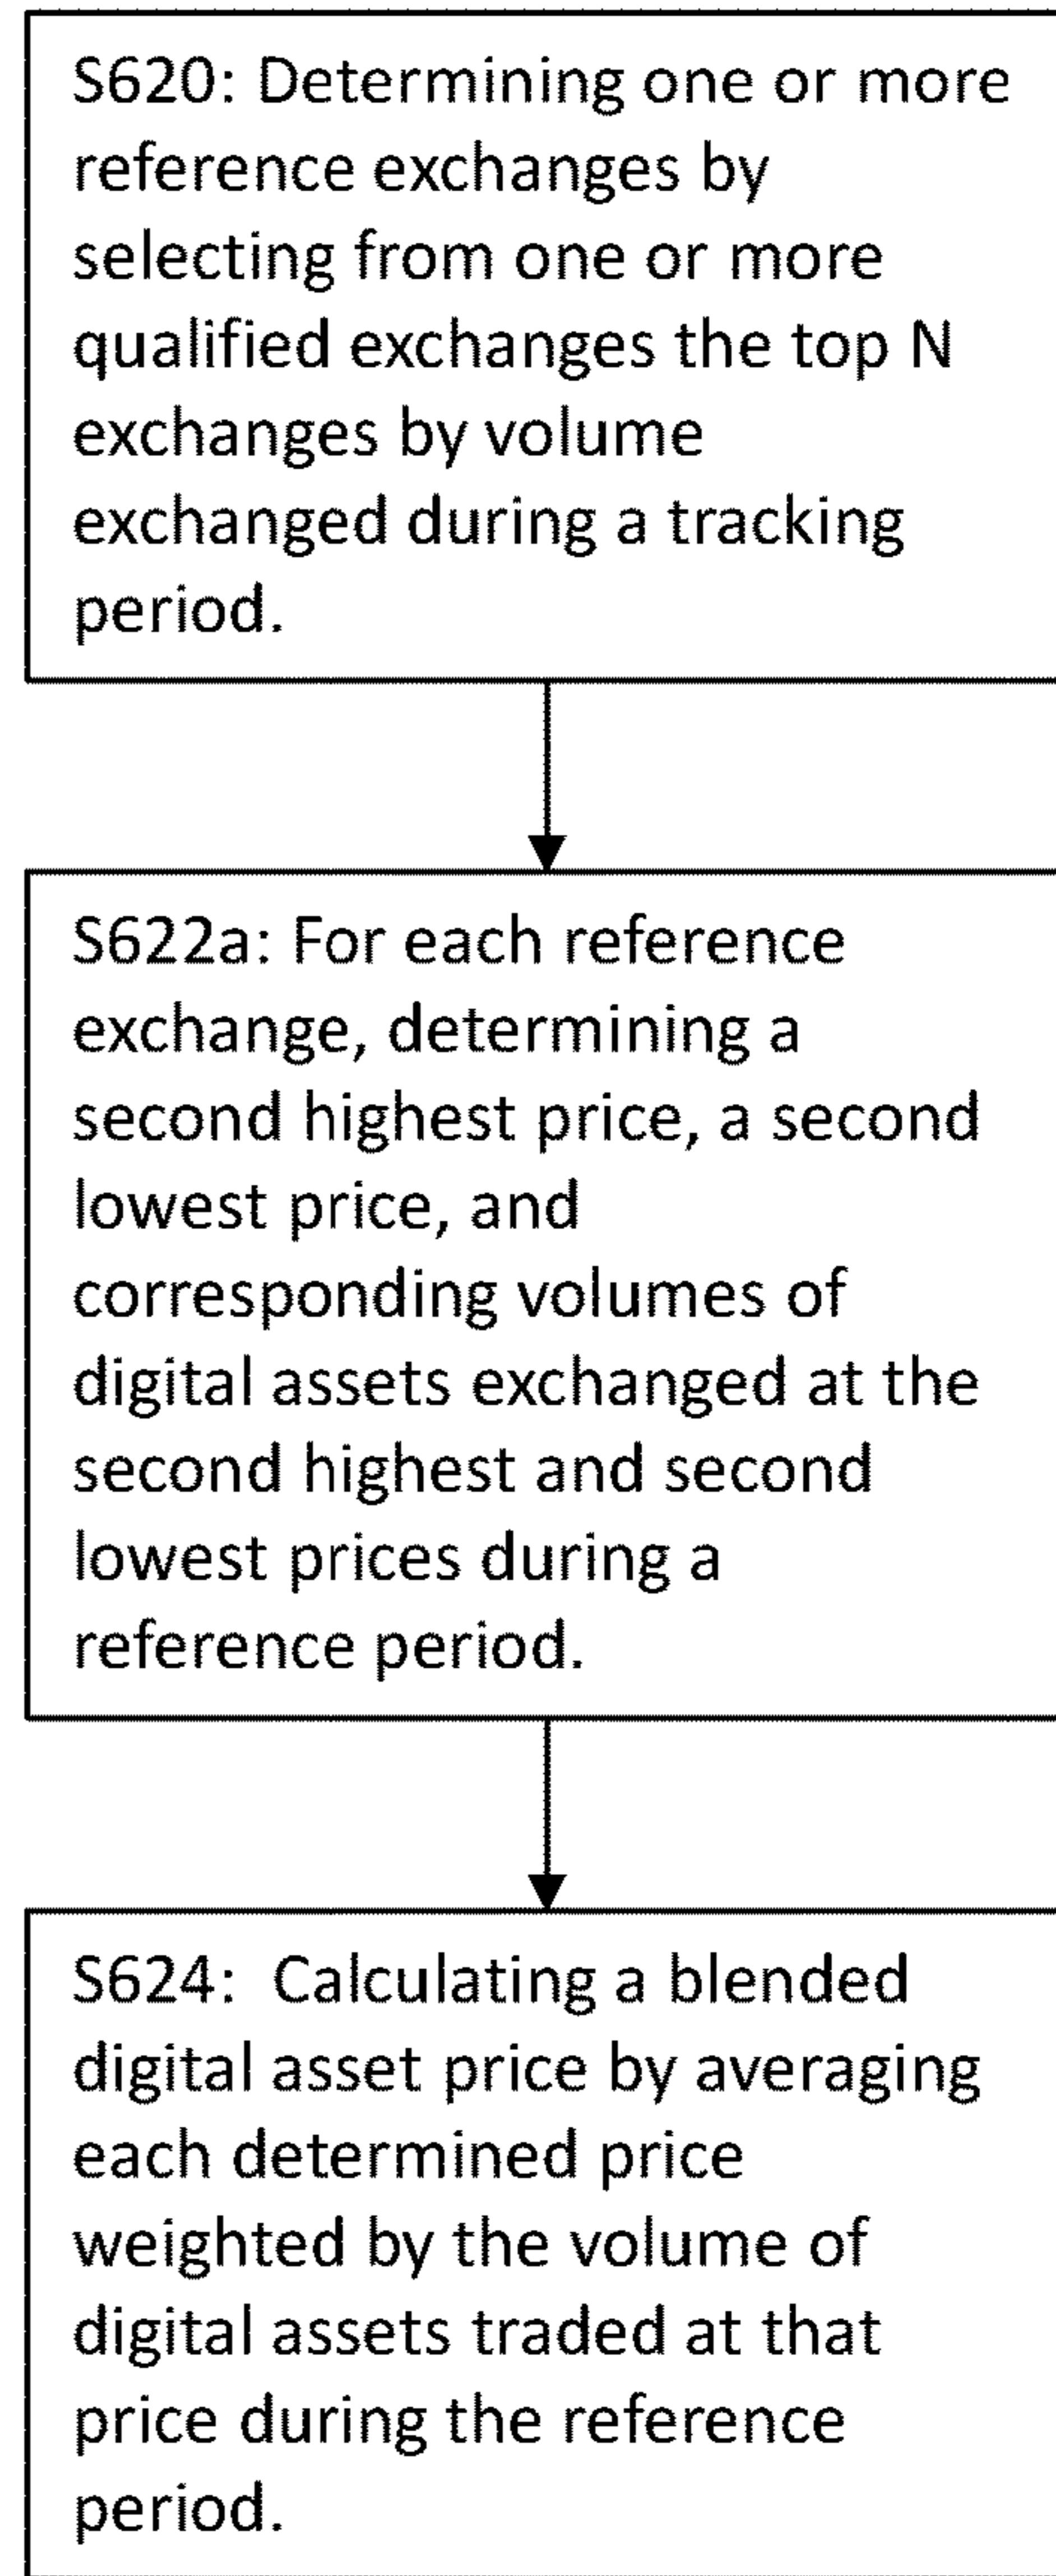 S620: Determining one or more
reference exchanges by
selecting from one or more
qualified exchanges the top N
exchanges by volume
exchanged during a tracking
period.
S622a: For each reference
exchange, determining a
second highest price, a second
lowest price, and
corresponding volumes of
digital assets exchanged at the
second highest and second
lowest prices during a
reference period.
S624:  Calculating a blended
digital asset price by averaging
each determined price
weighted by the volume of
digital assets traded at that
price during the reference
period.